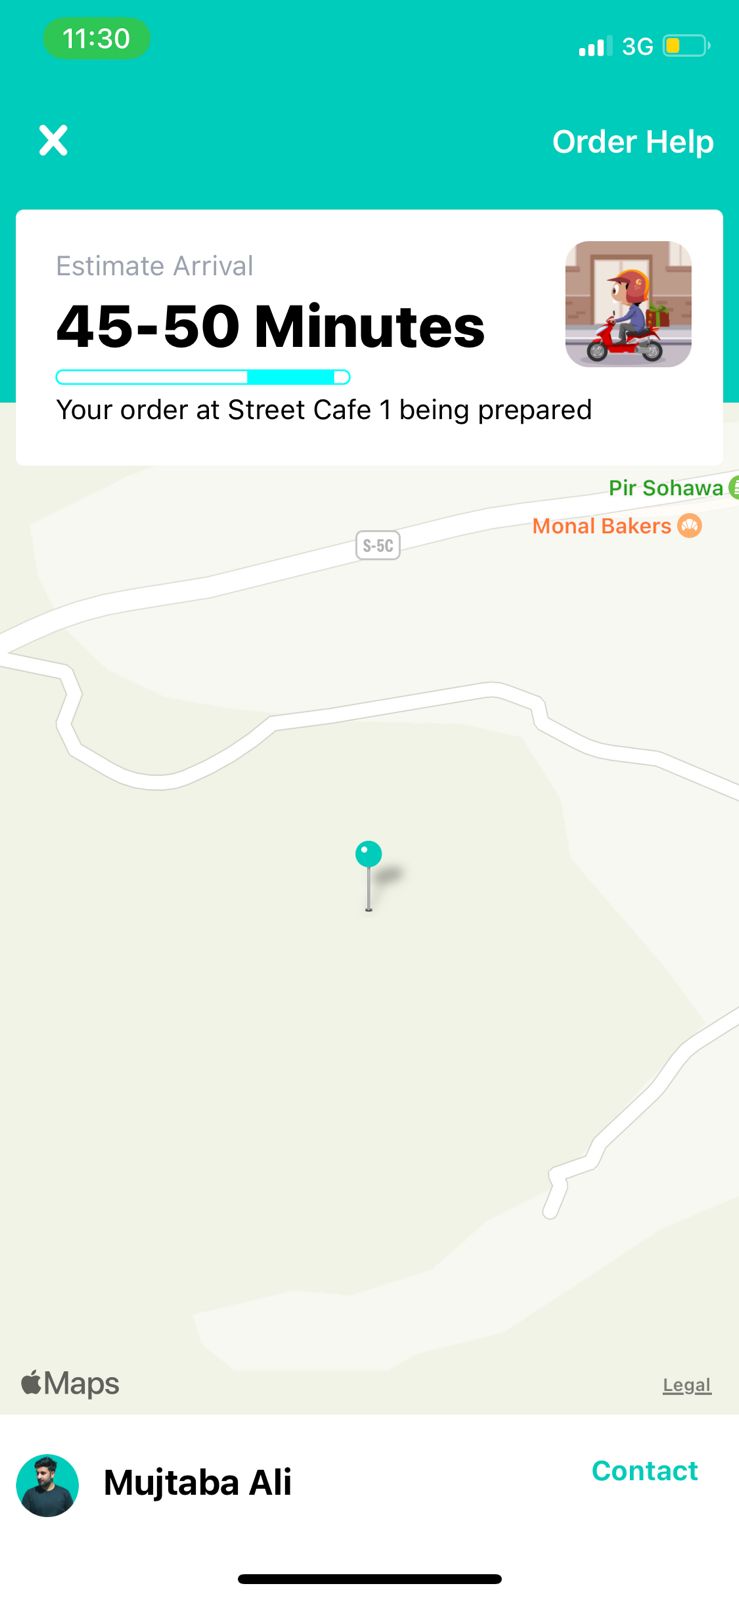 11:30
3G
Order Help
Estimate Arrival
45-50 Minutes
Your order at Street Cafe 1 being prepared
Pir Sohawa
Monal Bakers
S-5C
Maps
Legal
Mujtaba Ali
Contact